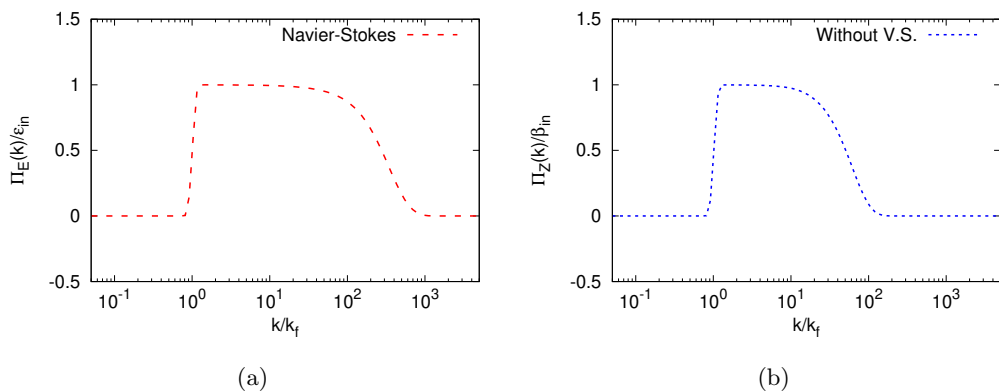 1.5
1
0.5
0
-0.5
Π_E(k)/ε_in
Navier-Stokes
10^-1 10^0 10^1 10^2 10^3
k/k_f
(a)
1.5
1
0.5
0
-0.5
Π_Z(k)/β_in
Without V.S.
10^-1 10^0 10^1 10^2 10^3
k/k_f
(b)